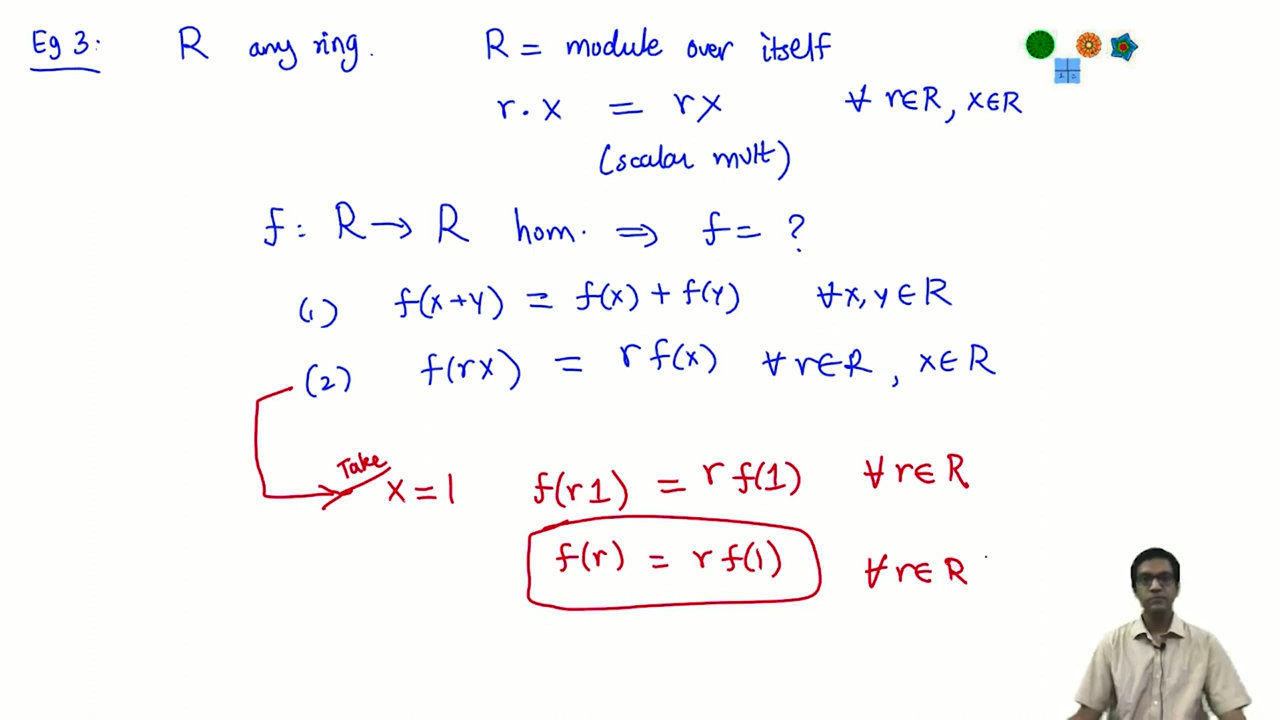 Eg 3: R any ring. R = module over itself
r · x = rx ∀ r∈R, x∈R
(scalar mult)
f: R → R hom. ⇒ f = ?
(1) f(x+y) = f(x) + f(y) ∀x, y ∈ R
(2) f(rx) = r f(x) ∀ r∈R, x∈R
Take x=1 f(r1) = r f(1) ∀ r∈R
f(r) = r f(1) ∀ r∈R